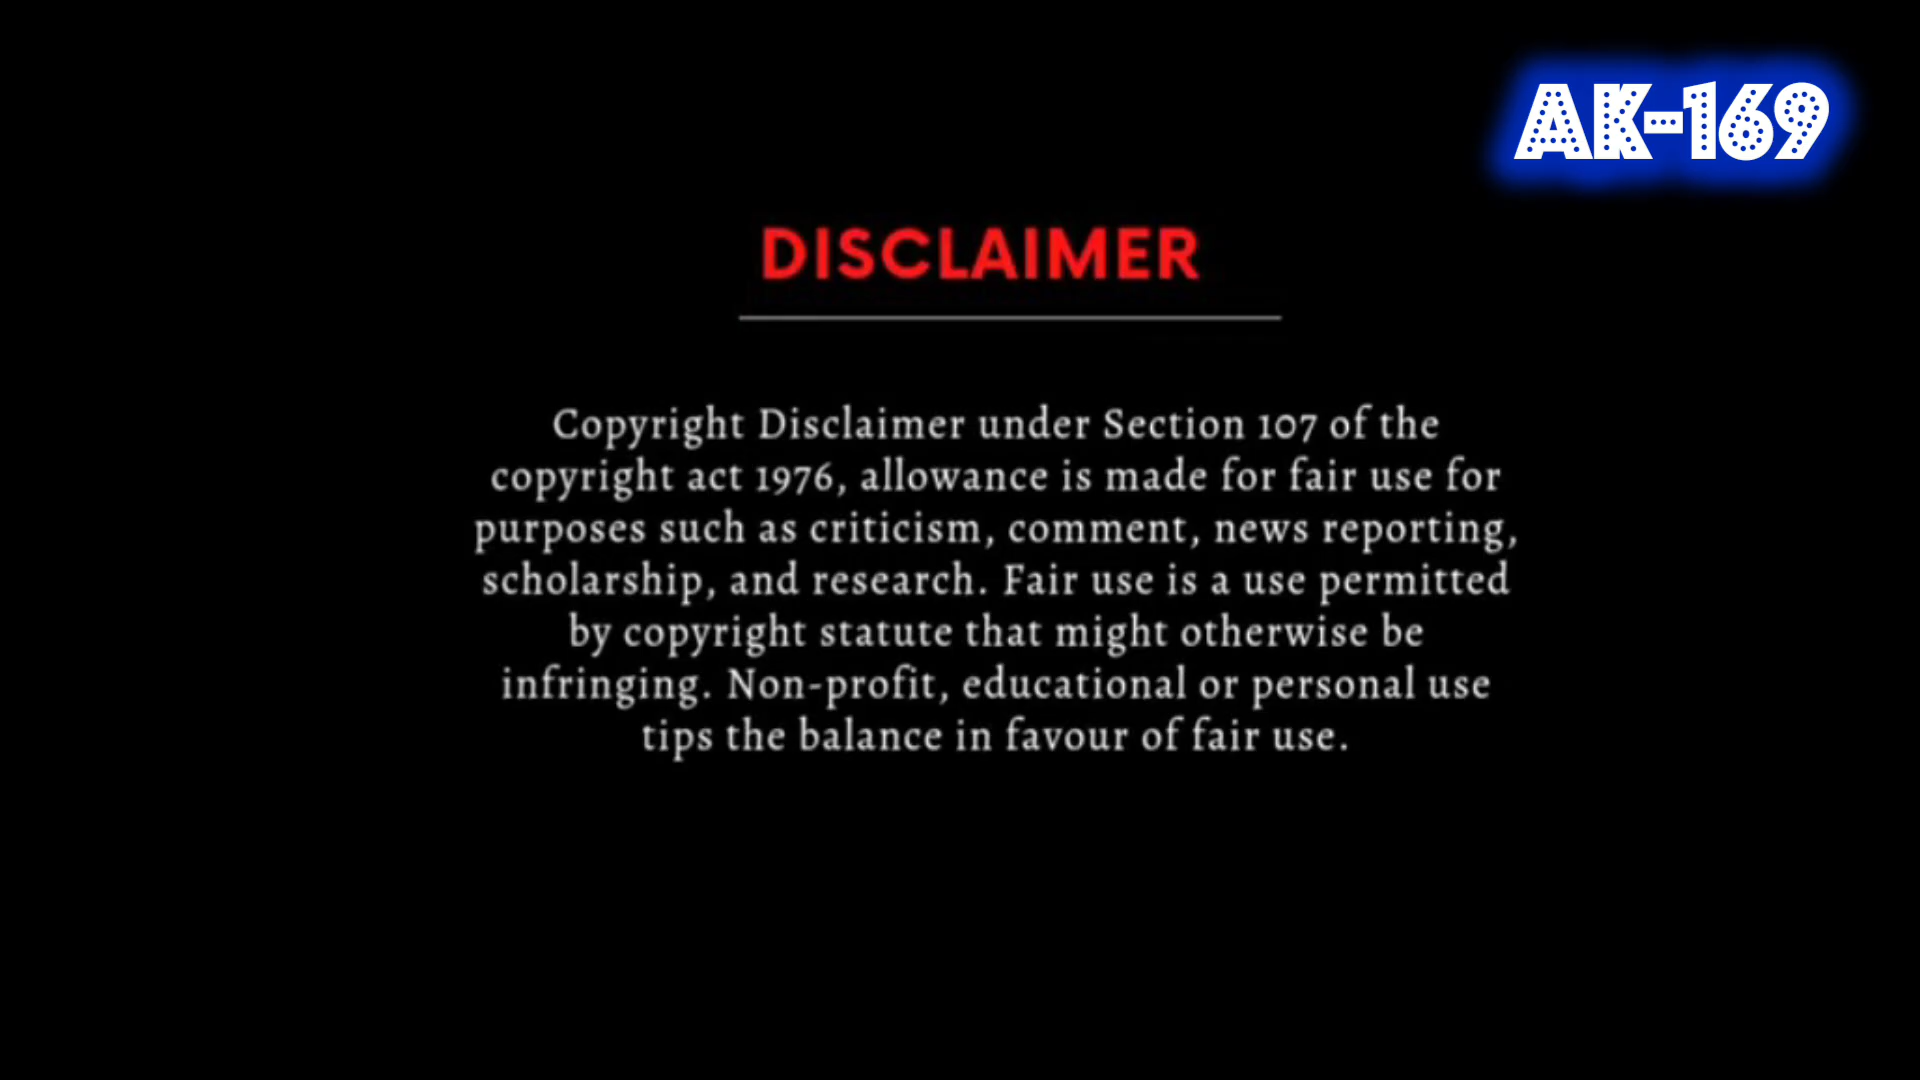 AK-169
DISCLAIMER
Copyright Disclaimer under Section 107 of the
copyright act 1976, allowance is made for fair use for
purposes such as criticism, comment, news reporting,
scholarship, and research. Fair use is a use permitted
by copyright statute that might otherwise be
infringing. Non-profit, educational or personal use
tips the balance in favour of fair use.